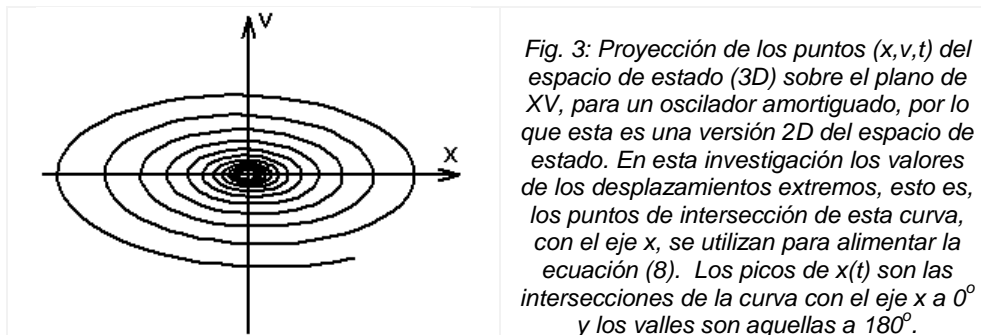 V
X
Fig. 3: Proyección de los puntos (x,v,t) del
espacio de estado (3D) sobre el plano de
XV, para un oscilador amortiguado, por lo
que esta es una versión 2D del espacio de
estado. En esta investigación los valores
de los desplazamientos extremos, esto es,
los puntos de intersección de esta curva,
con el eje x, se utilizan para alimentar la
ecuación (8). Los picos de x(t) son las
intersecciones de la curva con el eje x a 0º
y los valles son aquellas a 180º.